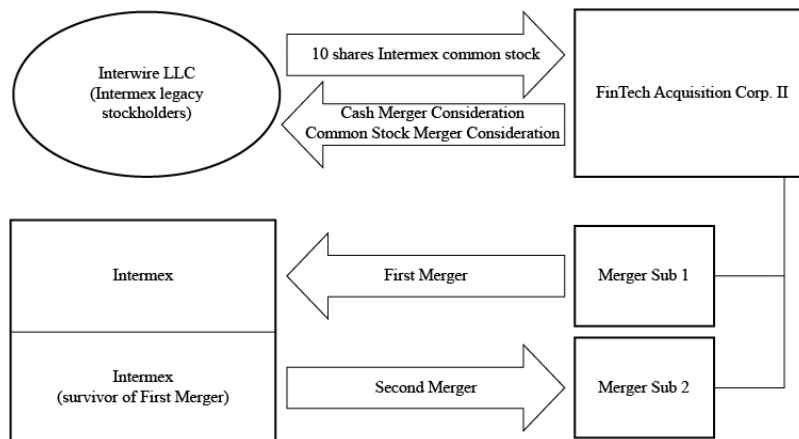 Interwire LLC
(Intermex legacy
stockholders)
10 shares Intermex common stock
Cash Merger Consideration
Common Stock Merger Consideration
FinTech Acquisition Corp. II
Intermex
First Merger
Merger Sub 1
Intermex
(survivor of First Merger)
Second Merger
Merger Sub 2